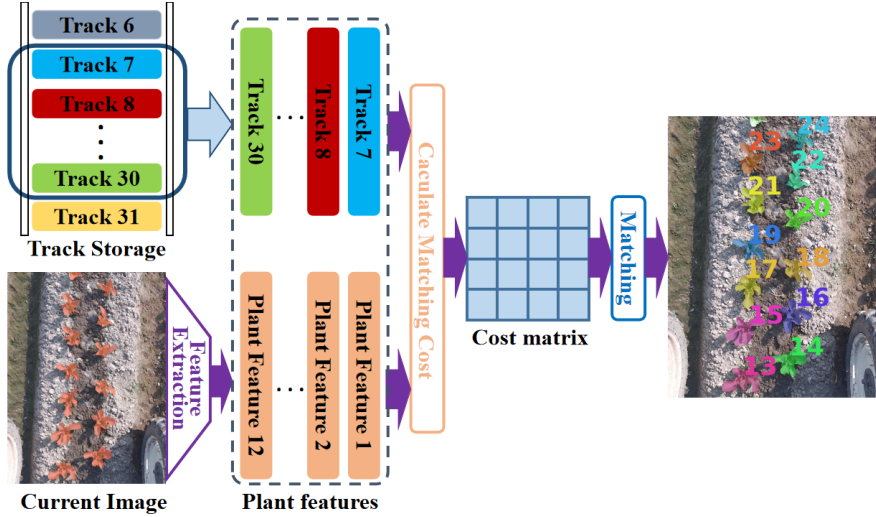 Track 6
Track 7
Track 8
Track 30
Track 31
Track Storage
Current Image
Feature
Extraction
Track 30
Track 8
Track 7
Plant Feature 12
Plant Feature 2
Plant Feature 1
Plant features
Caculate Matching Cost
Cost matrix
Matching
24
23
22
21
20
19
18
17
16
15
14
13